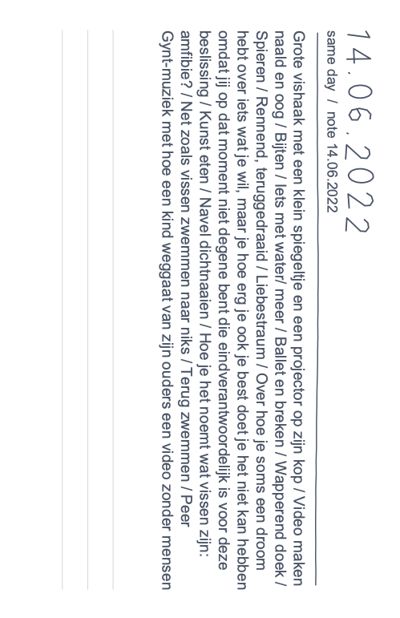 14.06.2022
same day / note 14.06.2022
Grote vishaak met een klein spiegeltje en een projector op zijn kop / Video maken
naald en oog / Bijten / Iets met water/ meer / Ballet en breken / Wapperend doek /
Spieren / Rennend, teruggedraaid / Liebestraum / Over hoe je soms een droom
hebt over iets wat je wil, maar je hoe erg je ook je best doet je het niet kan hebben
omdat jij op dat moment niet degene bent die eindverantwoordelijk is voor deze
beslissing / Kunst eten / Navel dichtnaaien / Hoe je het noemt wat vissen zijn:
amfibie? / Net zoals vissen zwemmen naar niks / Terug zwemmen / Peer
Gynt-muziek met hoe een kind weggaat van zijn ouders een video zonder mensen